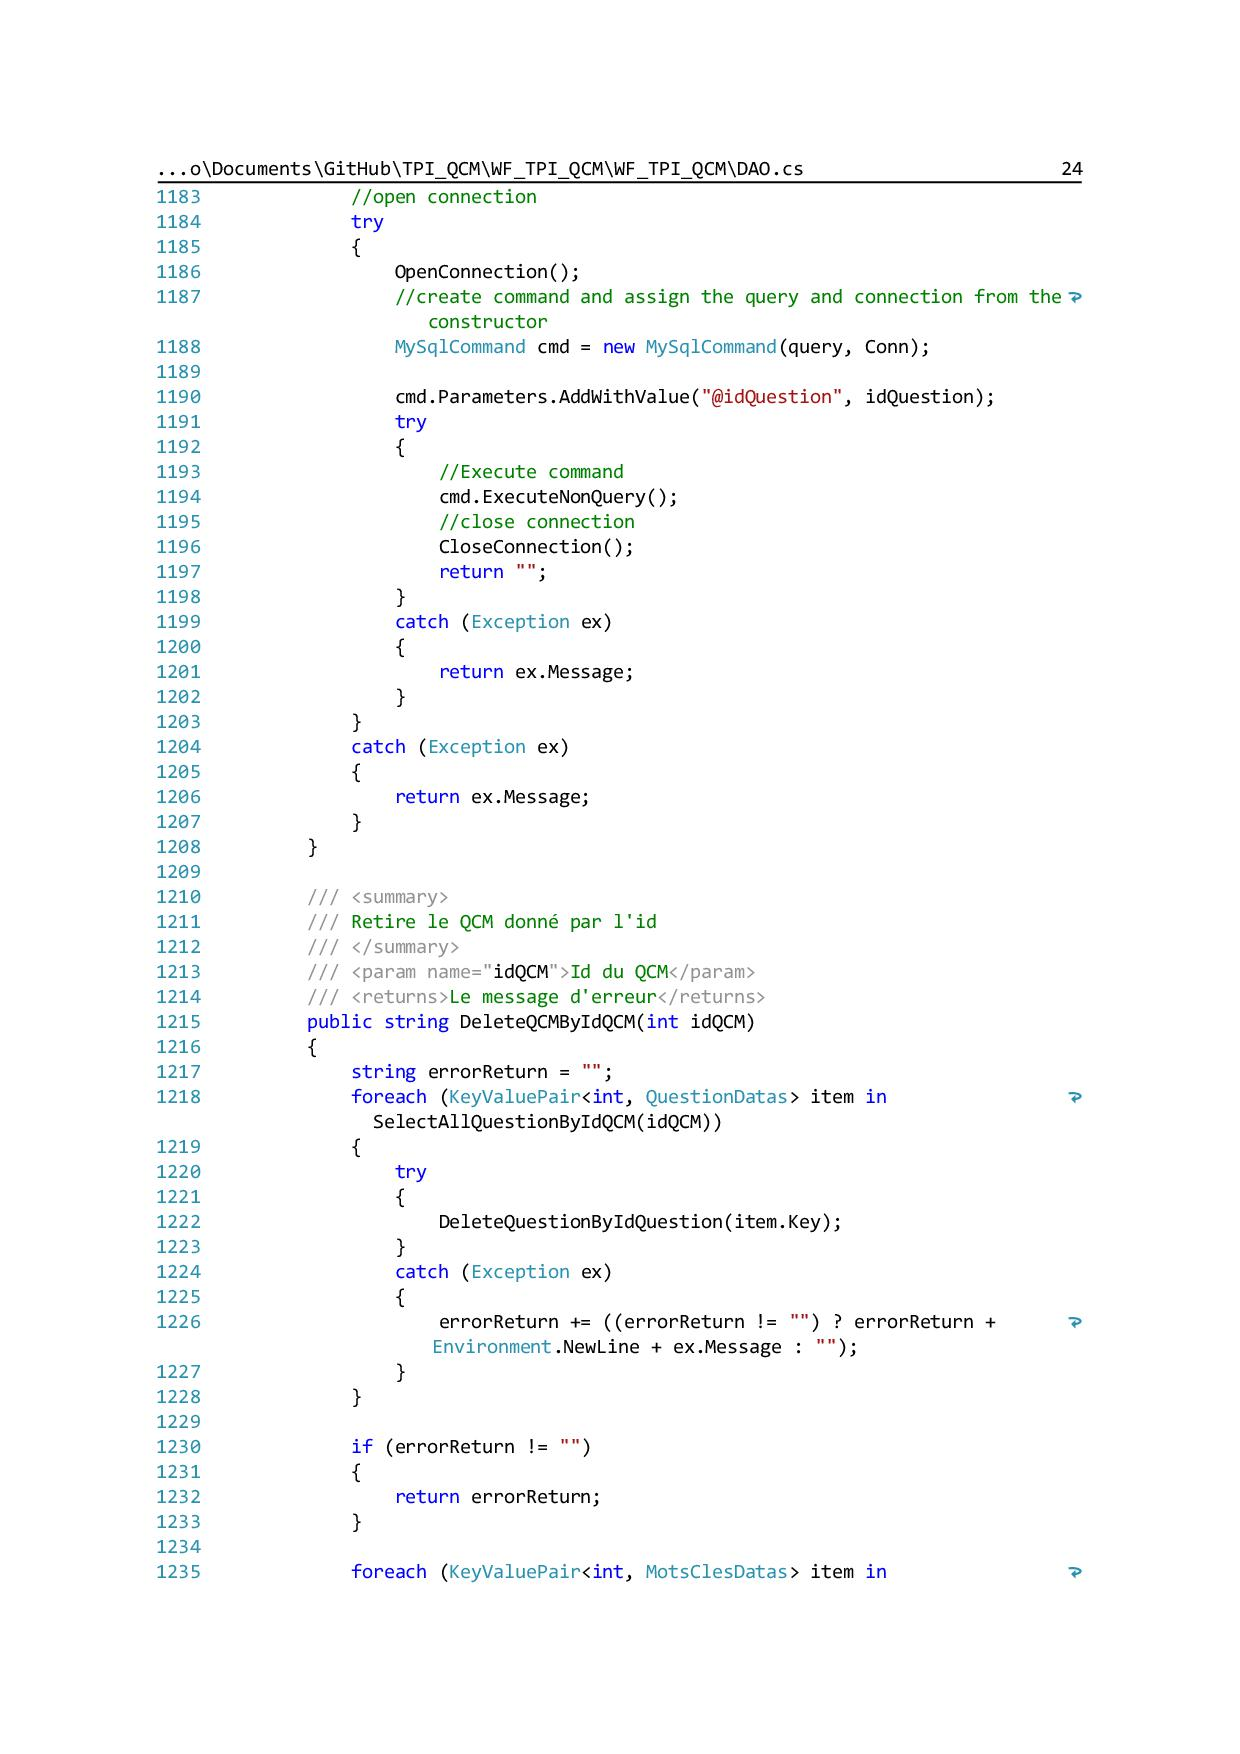 ...o\Documents\GitHub\TPI_QCM\WF_TPI_QCM\WF_TPI_QCM\DAO.cs 24
1183 //open connection
1184 try
1185 {
1186 OpenConnection();
1187 //create command and assign the query and connection from the
constructor
1188 MySqlCommand cmd = new MySqlCommand(query, Conn);
1189
1190 cmd.Parameters.AddWithValue("@idQuestion", idQuestion);
1191 try
1192 {
1193 //Execute command
1194 cmd.ExecuteNonQuery();
1195 //close connection
1196 CloseConnection();
1197 return "";
1198 }
1199 catch (Exception ex)
1200 {
1201 return ex.Message;
1202 }
1203 }
1204 catch (Exception ex)
1205 {
1206 return ex.Message;
1207 }
1208 }
1209
1210 /// <summary>
1211 /// Retire le QCM donné par l'id
1212 /// </summary>
1213 /// <param name="idQCM">Id du QCM</param>
1214 /// <returns>Le message d'erreur</returns>
1215 public string DeleteQCMByIdQCM(int idQCM)
1216 {
1217 string errorReturn = "";
1218 foreach (KeyValuePair<int, QuestionDatas> item in
SelectAllQuestionByIdQCM(idQCM))
1219 {
1220 try
1221 {
1222 DeleteQuestionByIdQuestion(item.Key);
1223 }
1224 catch (Exception ex)
1225 {
1226 errorReturn += ((errorReturn != "") ? errorReturn +
Environment.NewLine + ex.Message : "");
1227 }
1228 }
1229
1230 if (errorReturn != "")
1231 {
1232 return errorReturn;
1233 }
1234
1235 foreach (KeyValuePair<int, MotsClesDatas> item in